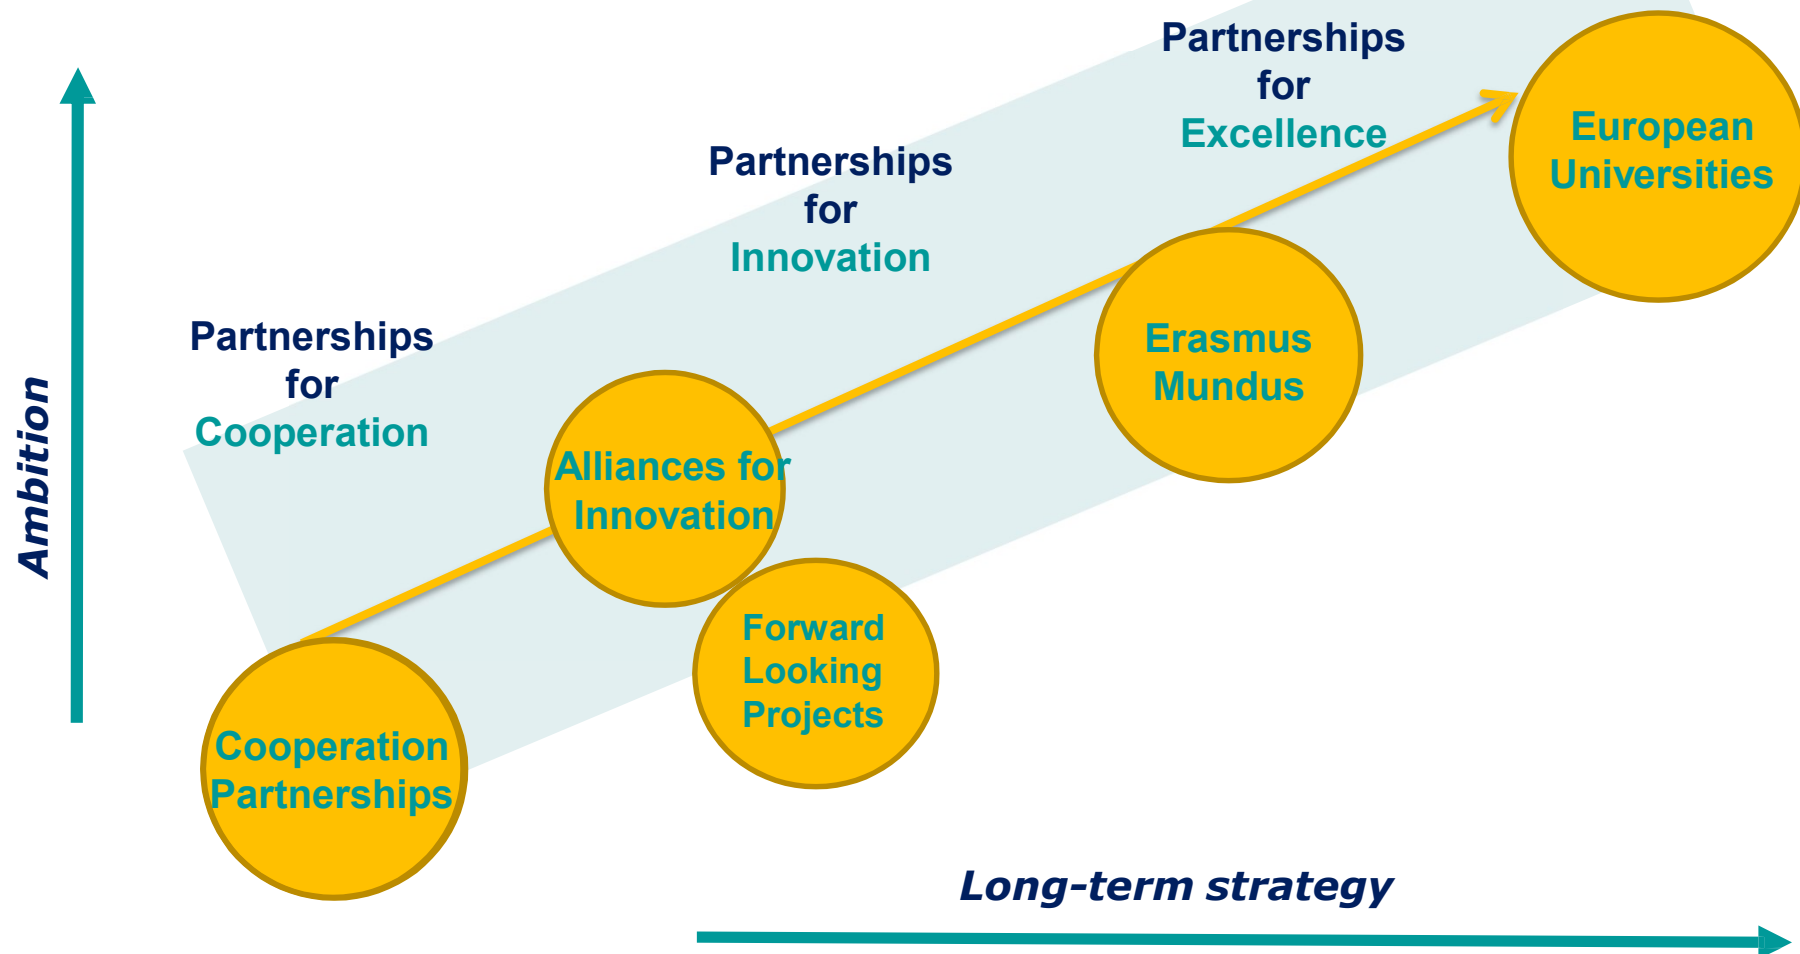 Partnerships
for
Excellence
European
Universities
Partnerships
for
Innovation
Erasmus
Mundus
Partnerships
for
Cooperation
Ambition
Alliances for
Innovation
Forward
Looking
Projects
Cooperation
Partnerships
Long-term strategy